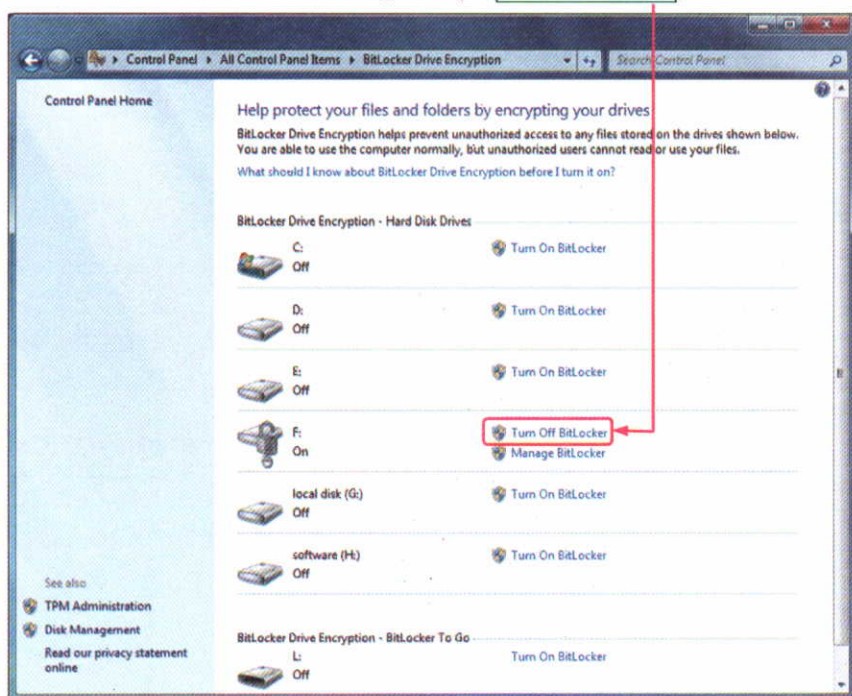 Control Panel ▸ All Control Panel Items ▸ BitLocker Drive Encryption
Search Control Panel
Control Panel Home
Help protect your files and folders by encrypting your drives
BitLocker Drive Encryption helps prevent unauthorized access to any files stored on the drives shown below.
You are able to use the computer normally, but unauthorized users cannot read or use your files.
What should I know about BitLocker Drive Encryption before I turn it on?
BitLocker Drive Encryption - Hard Disk Drives
C:
Off
Turn On BitLocker
D:
Off
Turn On BitLocker
E:
Off
Turn On BitLocker
F:
On
Turn Off BitLocker
Manage BitLocker
local disk (G:)
Off
Turn On BitLocker
software (H:)
Off
Turn On BitLocker
See also
TPM Administration
Disk Management
Read our privacy statement
online
BitLocker Drive Encryption - BitLocker To Go
L:
Off
Turn On BitLocker